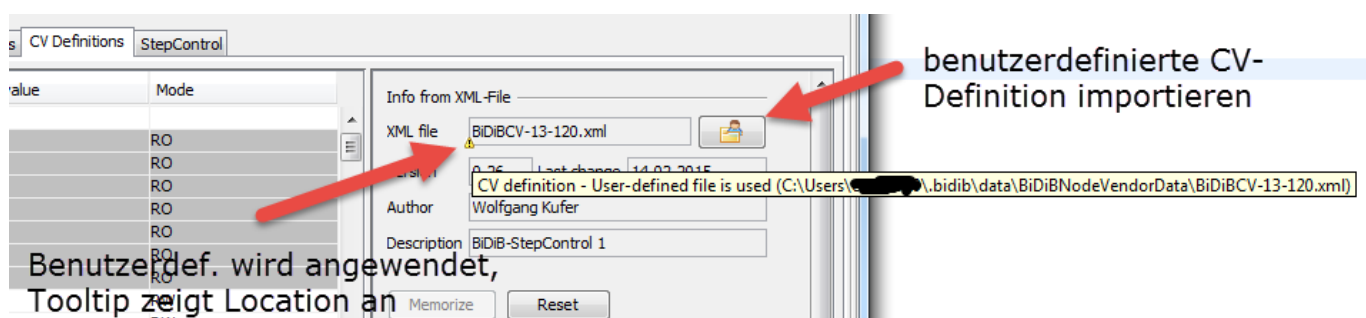 s CV Definitions StepControl
value Mode
RO
RO
RO
RO
RO
RO
RO
Info from XML-File
XML file BiDiBCV-13-120.xml
Version 0.26 Last change 14.02.2015
CV definition - User-defined file is used (C:\Users\ \.bidib\data\BiDiBNodeVendorData\BiDiBCV-13-120.xml)
Author Wolfgang Kufer
Description BiDiB-StepControl 1
Memorize Reset
benutzerdefinierte CV-
Definition importieren
Benutzerdef. wird angewendet,
Tooltip zeigt Location an